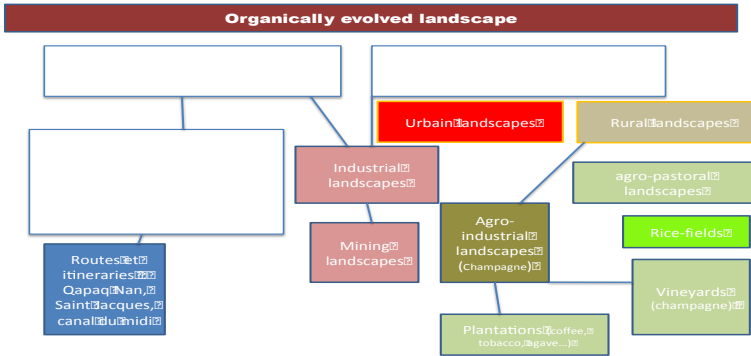 Organically evolved landscape
Urbain landscapes
Rural landscapes
Industrial
landscapes
agro-pastoral
landscapes
Agro-
industrial
landscapes
(Champagne)
Mining
landscapes
Rice-fields
Routes et
itineraries
Qapaq Nan,
Saint Jacques,
canal du midi
Vineyards
(champagne)
Plantations (coffee,
tobacco, agave...)